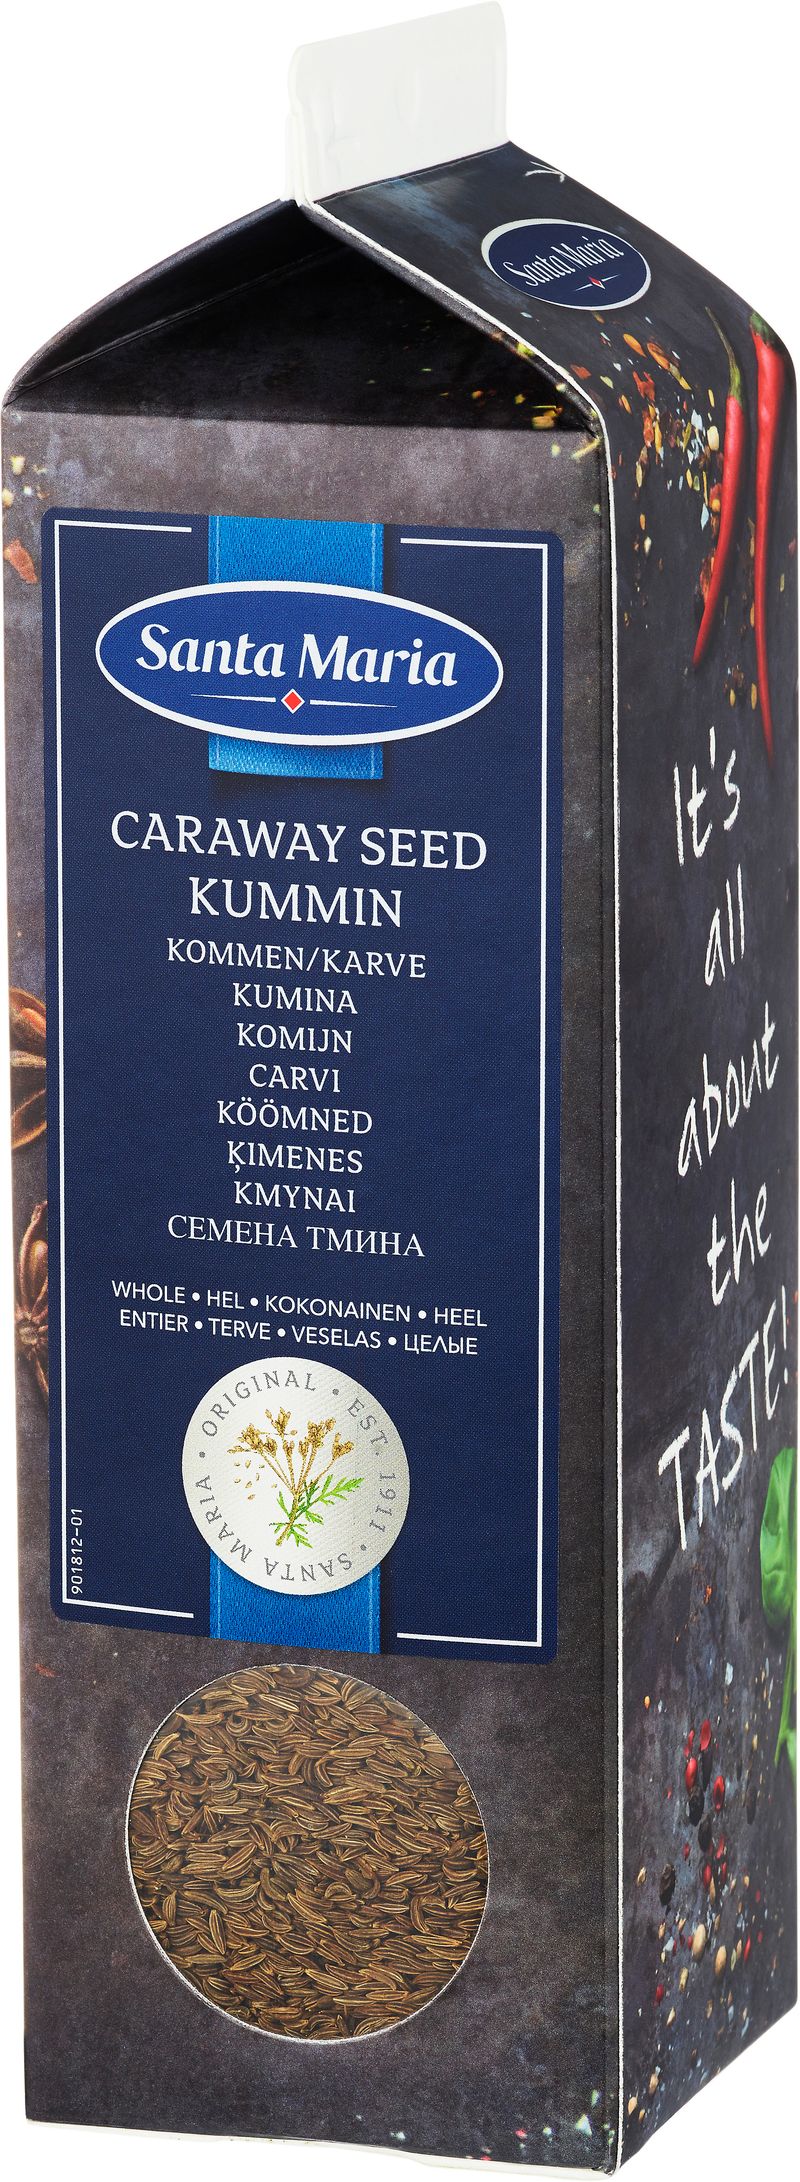 Santa Maria
Santa Maria
CARAWAY SEED
KUMMIN
KOMMEN/KARVE
KUMINA
KOMIJN
CARVI
KÖÖMNED
ĶIMENES
KMYNAI
СЕМЕНА ТМИНА
WHOLE • HEL • KOKONAINEN • HEEL
ENTIER • TERVE • VESELAS • ЦЕЛЫЕ
ORIGINAL • EST. 1911 • SANTA MARIA •
901812-01
It's
all
about
the
TASTE!